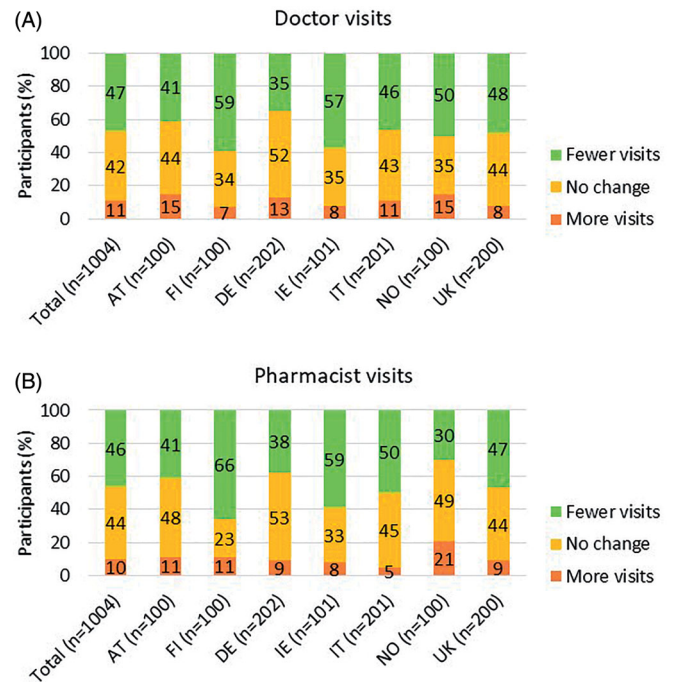 (A)
Doctor visits
Participants (%)
100
80
60
40
20
0
47 41 59 35 57 46 50 48
42 44 34 52 35 43 35 44
11 15 7 13 8 11 15 8
Total (n=1004) AT (n=100) FI (n=100) DE (n=202) IE (n=101) IT (n=201) NO (n=100) UK (n=200)
Fewer visits
No change
More visits
(B)
Pharmacist visits
Participants (%)
100
80
60
40
20
0
46 41 66 38 59 50 30 47
44 48 23 53 33 45 49 44
10 11 11 9 8 5 21 9
Total (n=1004) AT (n=100) FI (n=100) DE (n=202) IE (n=101) IT (n=201) NO (n=100) UK (n=200)
Fewer visits
No change
More visits